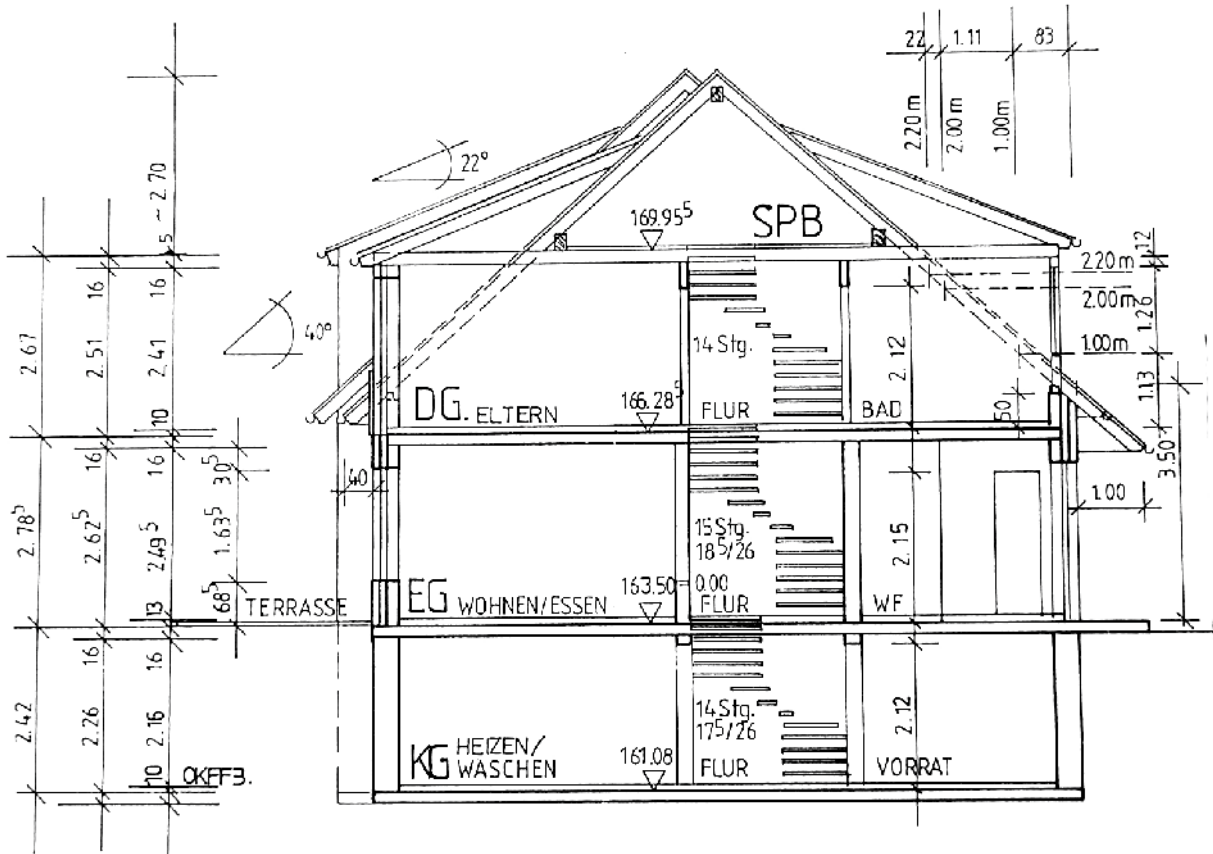 22 1.11 83
2.20m 2.00m 1.00m
22°
~ 2.70
5
169.95⁵ SPB
12
16 16
2.20m
2.00m
1.26
40°
2.67 2.51 2.41
14 Stg.
2.12
1.00m
1.13
DG. ELTERN 166.28⁵ FLUR BAD
50
10
16 16
30⁵
40
3.50⁵
1.00
2.78⁵ 2.62⁵ 2.49⁵ 1.63⁵
15 Stg.
18⁵/26
2.15
68⁵
13
TERRASSE EG WOHNEN/ESSEN 163.50 0.00 FLUR WF
16 16
2.42 2.26 2.16
14 Stg.
17⁵/26
2.12
10 OKFFB.
KG HEIZEN/
WASCHEN 161.08 FLUR VORRAT